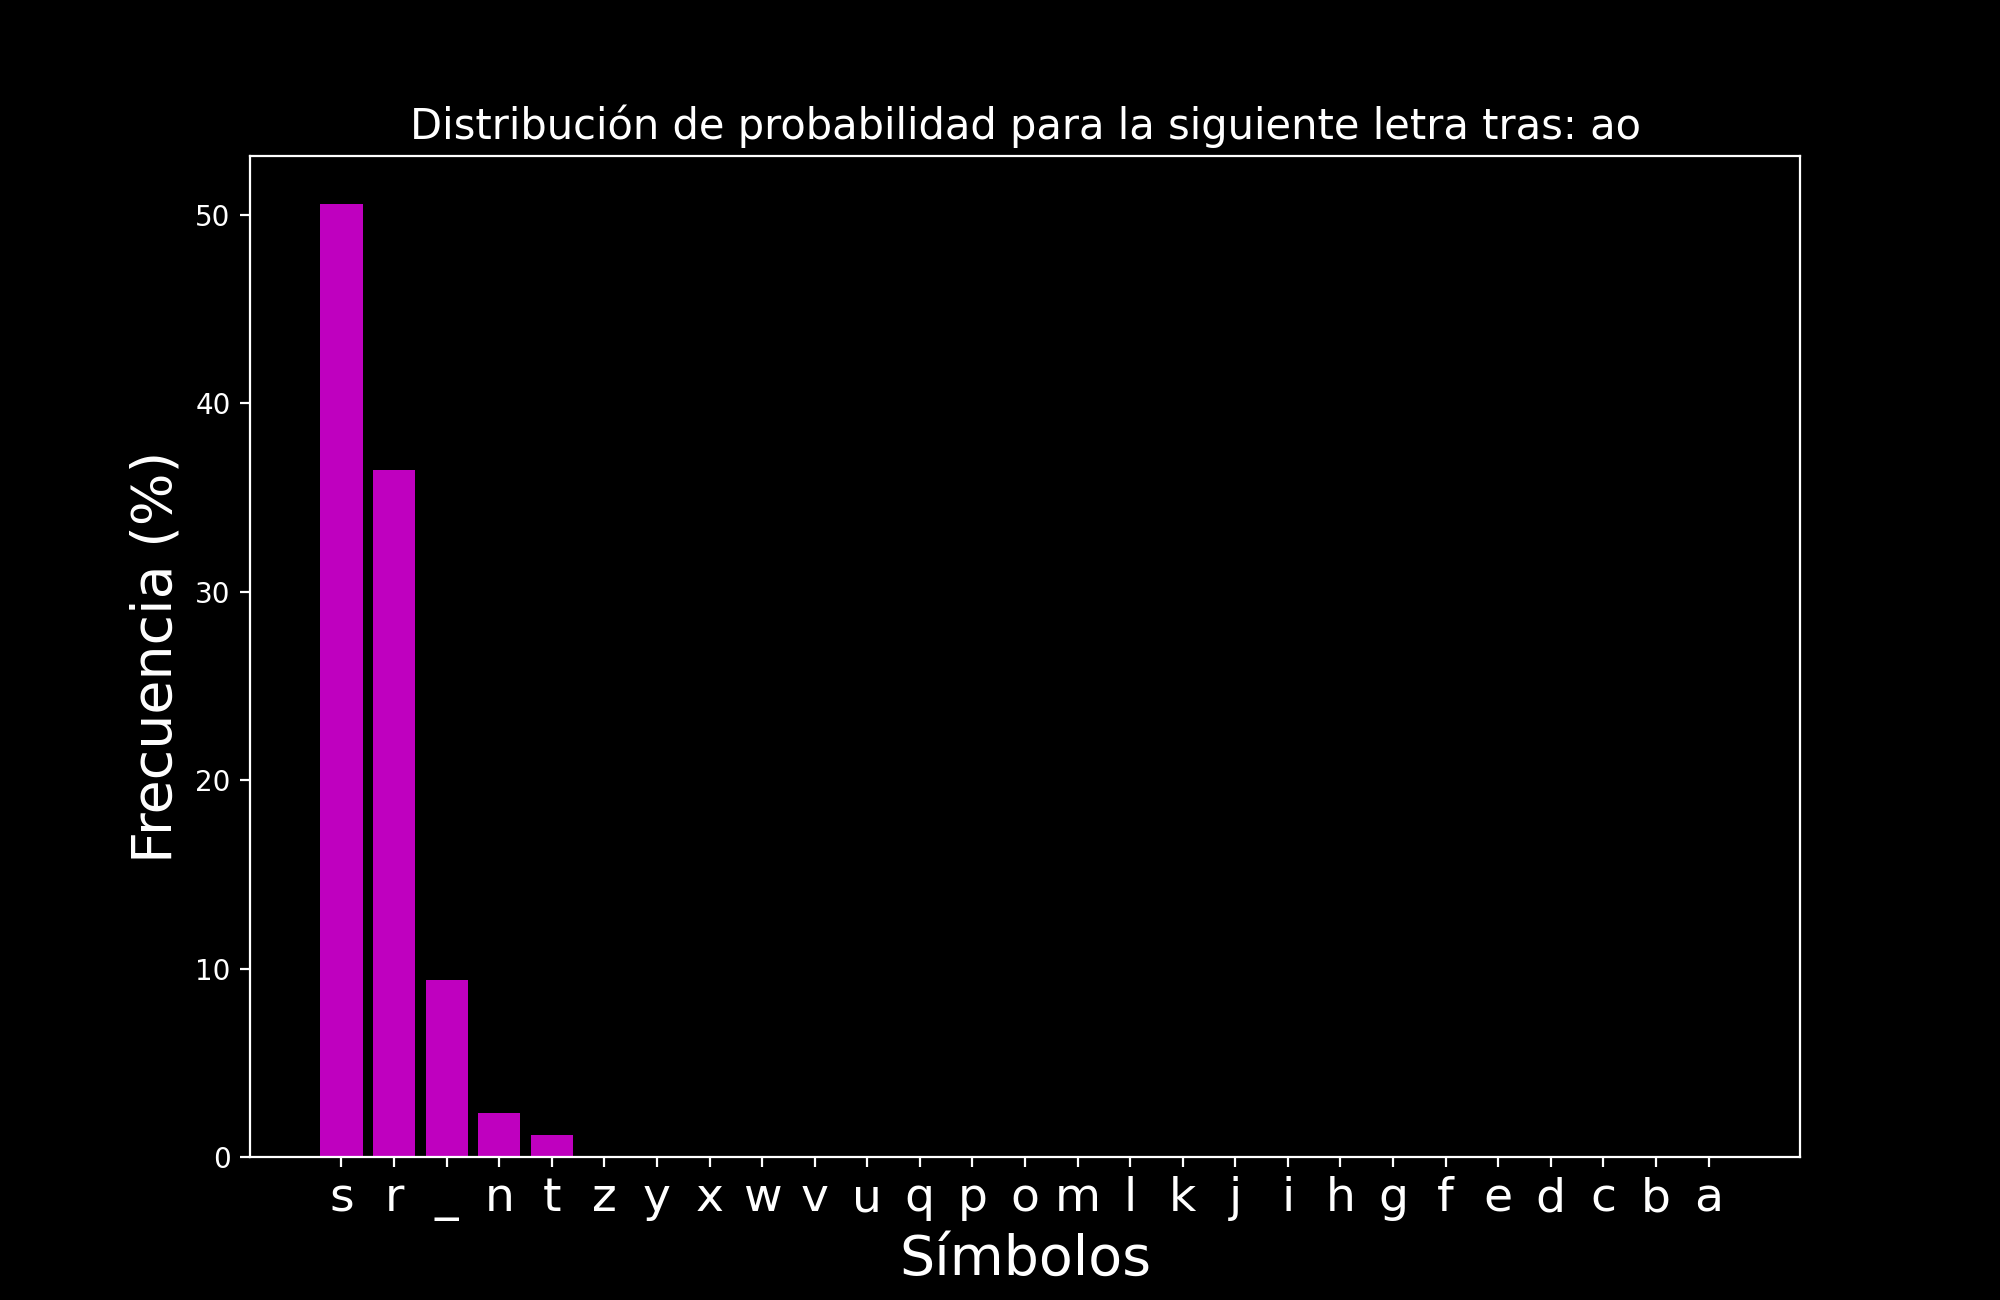 Distribución de probabilidad para la siguiente letra tras: ao
Frecuencia (%)
50
40
30
20
10
0
s r _ n t z y x w v u q p o m l k j i h g f e d c b a
Símbolos